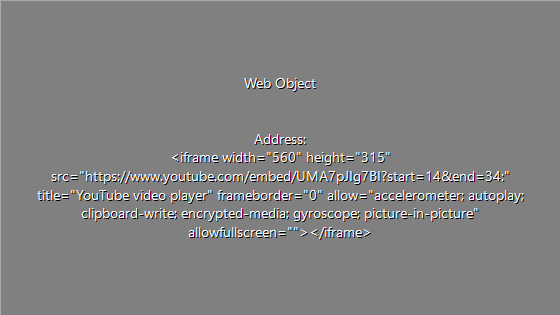 Web Object
Address:
<iframe width="560" height="315"
src="https://www.youtube.com/embed/UMA7pJIg7BI?start=14&end=34;"
title="YouTube video player" frameborder="0" allow="accelerometer; autoplay;
clipboard-write; encrypted-media; gyroscope; picture-in-picture"
allowfullscreen=""></iframe>